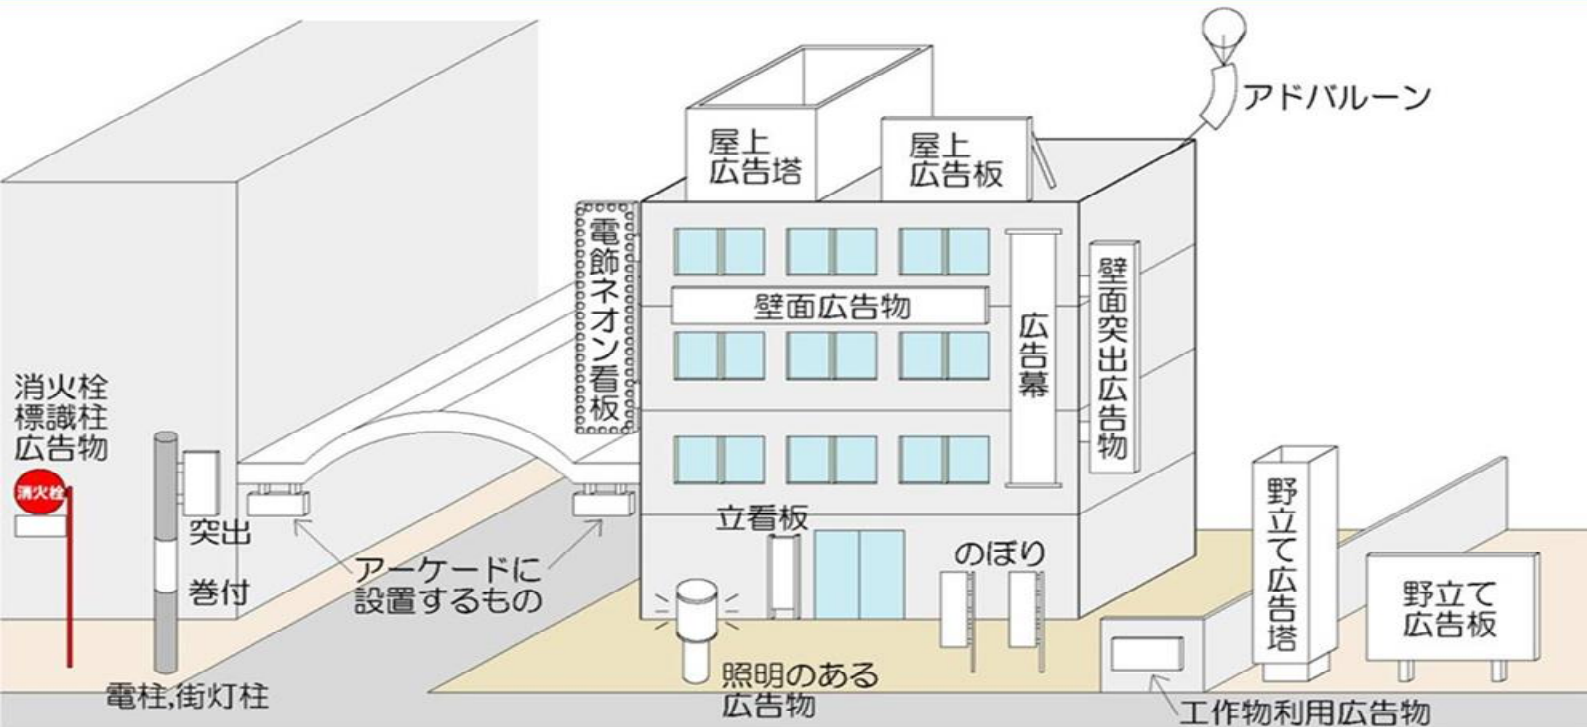 アドバルーン
屋上
広告塔
屋上
広告板
電飾ネオン看板
壁面広告物
広告幕
壁面突出広告物
消火栓
標識柱
広告物
消火栓
突出
巻付
アーケードに
設置するもの
電柱,街灯柱
立看板
のぼり
照明のある
広告物
野立て広告塔
野立て
広告板
工作物利用広告物